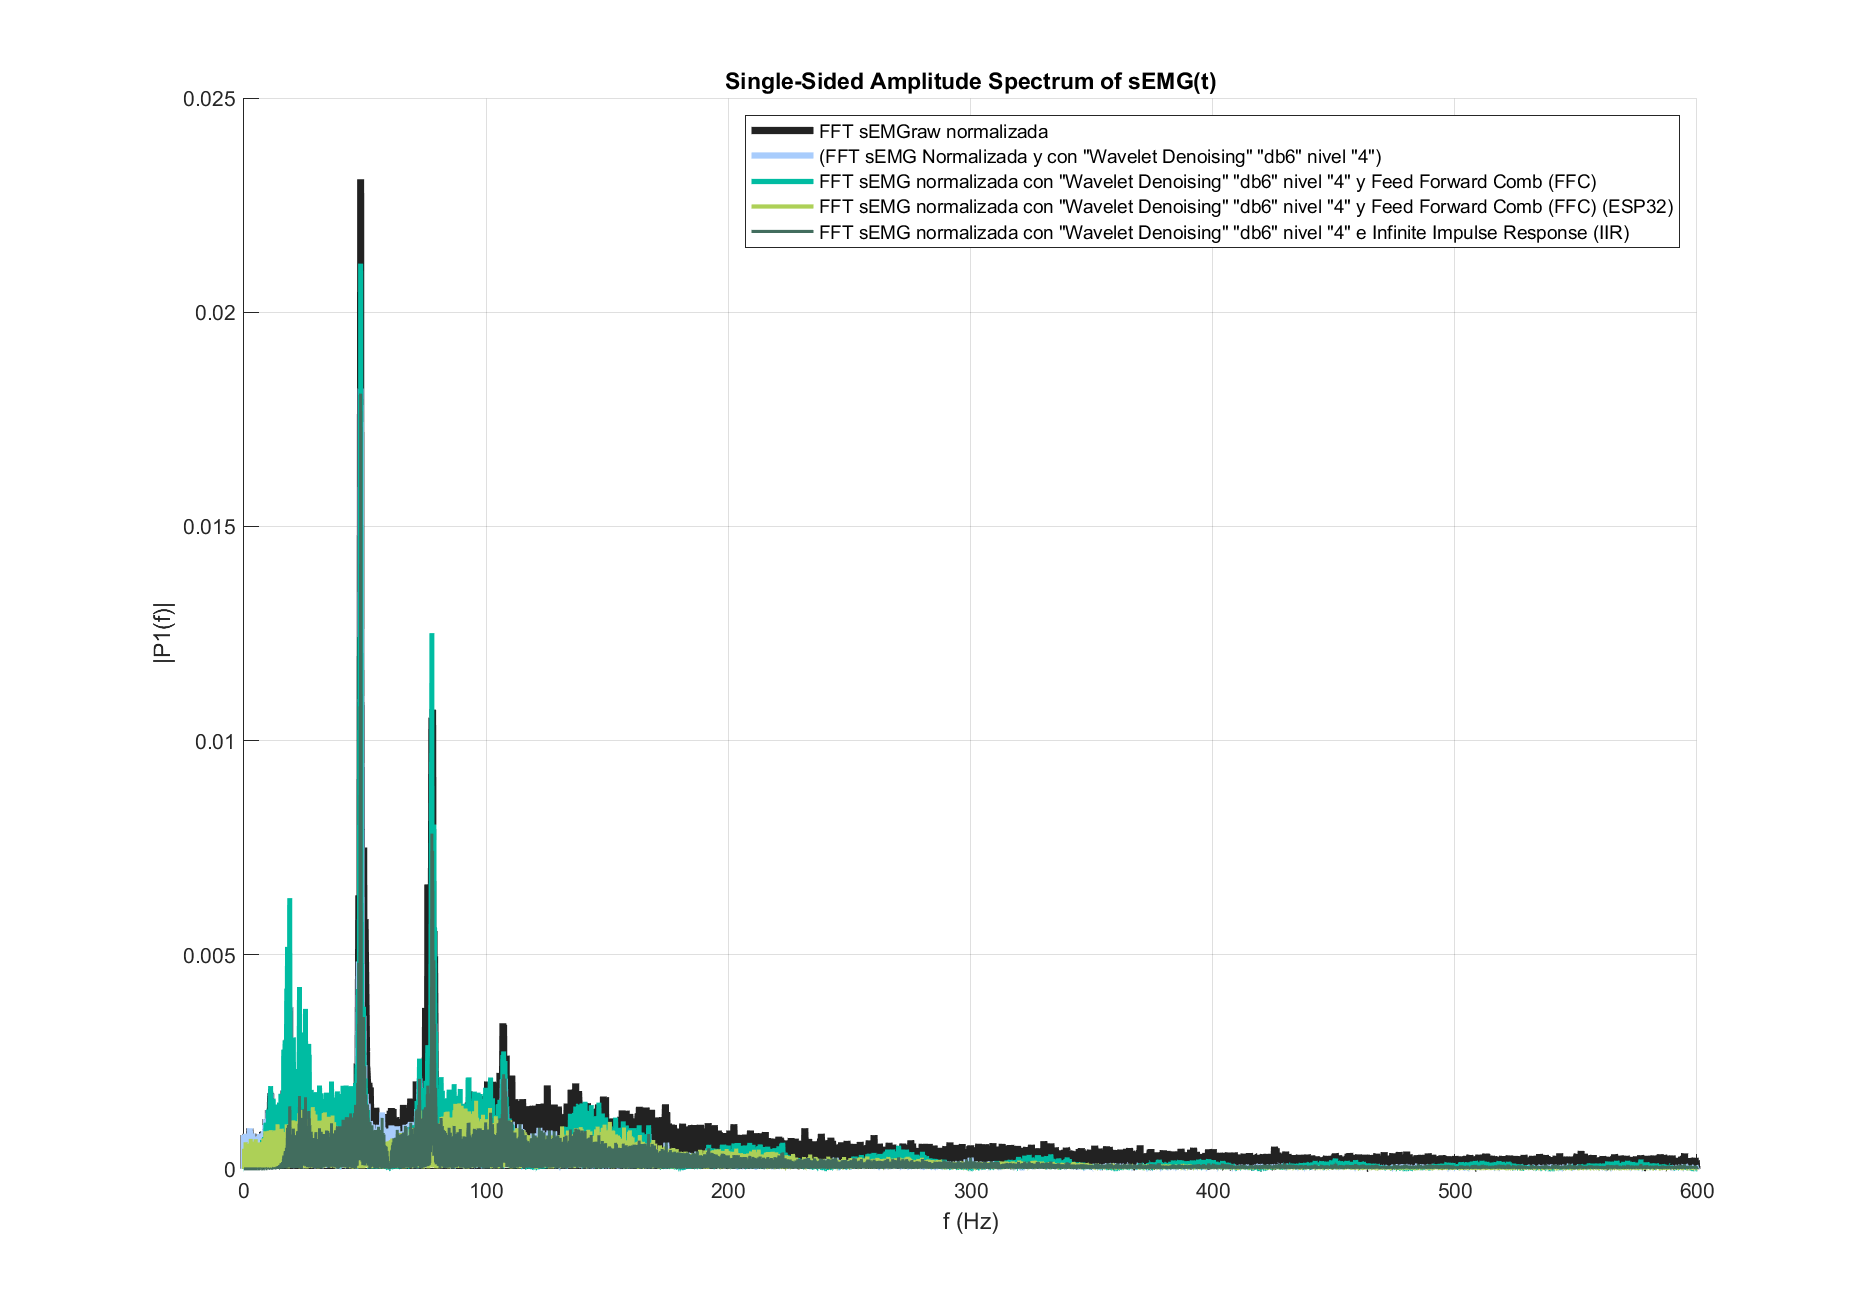 Single-Sided Amplitude Spectrum of sEMG(t)
FFT sEMGraw normalizada
(FFT sEMG Normalizada y con "Wavelet Denoising" "db6" nivel "4")
FFT sEMG normalizada con "Wavelet Denoising" "db6" nivel "4" y Feed Forward Comb (FFC)
FFT sEMG normalizada con "Wavelet Denoising" "db6" nivel "4" y Feed Forward Comb (FFC) (ESP32)
FFT sEMG normalizada con "Wavelet Denoising" "db6" nivel "4" e Infinite Impulse Response (IIR)
0.025
0.02
0.015
0.01
0.005
0
|P1(f)|
0 100 200 300 400 500 600
f (Hz)